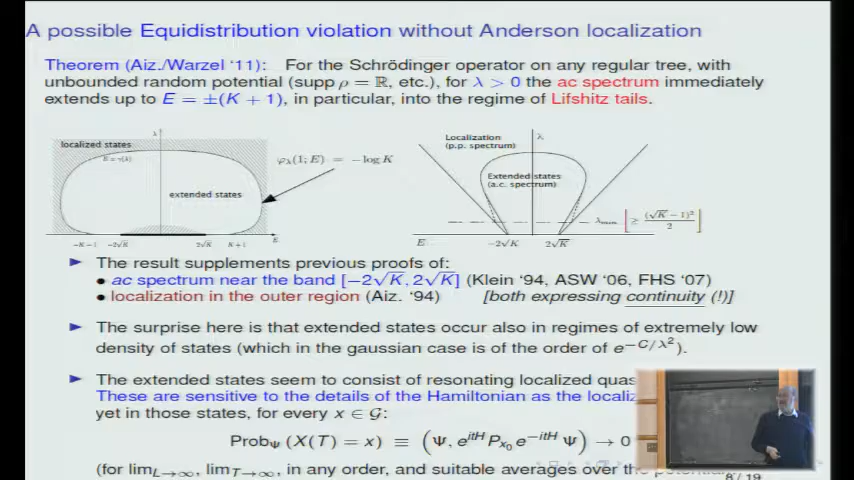 A possible Equidistribution violation without Anderson localization
Theorem (Aiz./Warzel '11): For the Schrödinger operator on any regular tree, with
unbounded random potential (supp ρ = ℝ, etc.), for λ > 0 the ac spectrum immediately
extends up to E = ±(K + 1), in particular, into the regime of Lifshitz tails.
localized states
λ
E = γ(λ)
extended states
−K−1 −2√K 2√K K+1 E
φλ(1; E) = − log K
Localization
(p.p. spectrum)
λ
Extended states
(a.c. spectrum)
λmin [≥ (√K−1)²/2]
E −2√K 2√K
► The result supplements previous proofs of:
• ac spectrum near the band [−2√K, 2√K] (Klein '94, ASW '06, FHS '07)
• localization in the outer region (Aiz. '94) [both expressing continuity (!)]
► The surprise here is that extended states occur also in regimes of extremely low
density of states (which in the gaussian case is of the order of e^{−C/λ²}).
► The extended states seem to consist of resonating localized
These are sensitive to the details of the Hamiltonian as the
yet in those states, for every x ∈ 𝒢:
Prob_Ψ (X(T) = x) ≡ (Ψ, e^{itH} P_{x₀} e^{−itH} Ψ) → 0
(for lim_{L→∞}, lim_{T→∞}, in any order, and suitable averages over the
8 / 19